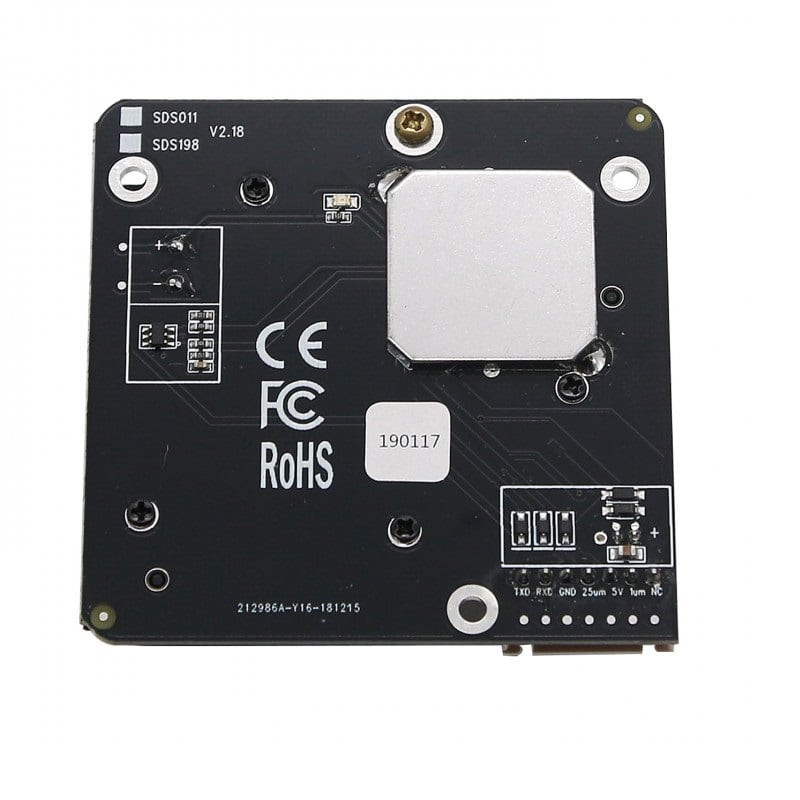 SDS011
V2.18
SDS198
+
−
CE
FC
RoHS
190117
+
TXD RXD GND 25um 5V 1um NC
212986A-Y16-181215